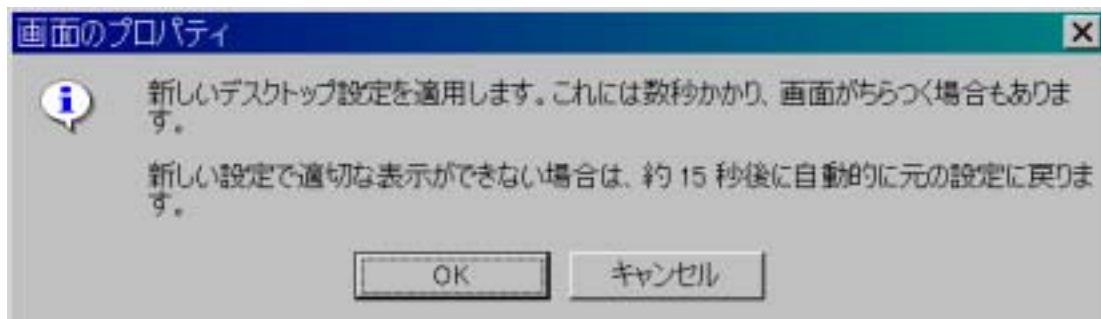 画面のプロパティ
新しいデスクトップ設定を適用します。これには数秒かかり、画面がちらつく場合もありま
す。
新しい設定で適切な表示ができない場合は、約 15 秒後に自動的に元の設定に戻りま
す。
OK
キャンセル